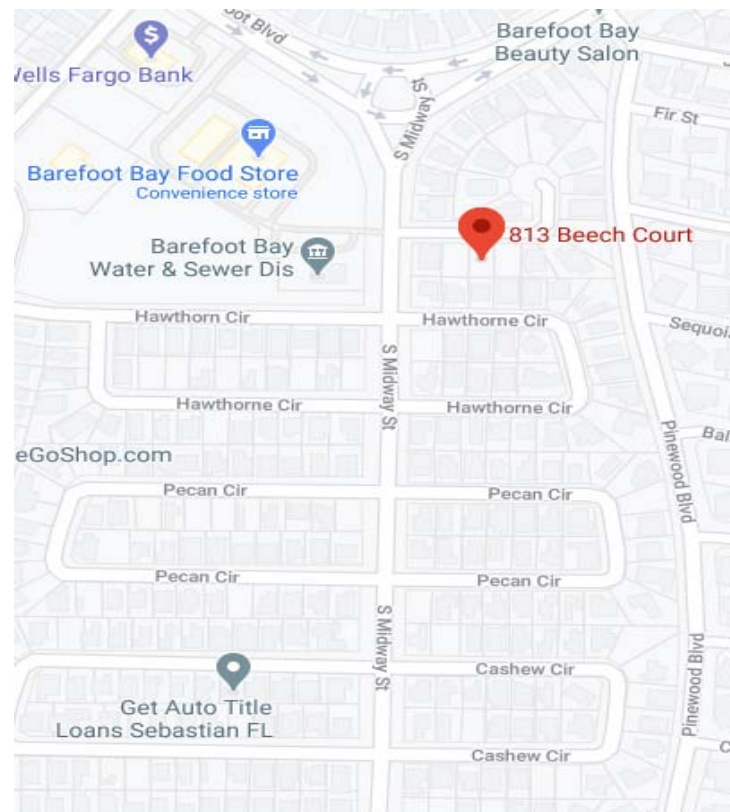 oot Blvd
Barefoot Bay
Beauty Salon
Wells Fargo Bank
S Midway St
Fir St
Barefoot Bay Food Store
Convenience store
813 Beech Court
Barefoot Bay
Water & Sewer Dis
Hawthorn Cir
Hawthorne Cir
Sequoi
S Midway St
Hawthorne Cir
Hawthorne Cir
Pinewood Blvd
Bal
eGoShop.com
Pecan Cir
Pecan Cir
Pecan Cir
Pecan Cir
S Midway St
Cashew Cir
Pinewood Blvd
Get Auto Title
Loans Sebastian FL
Cashew Cir
C